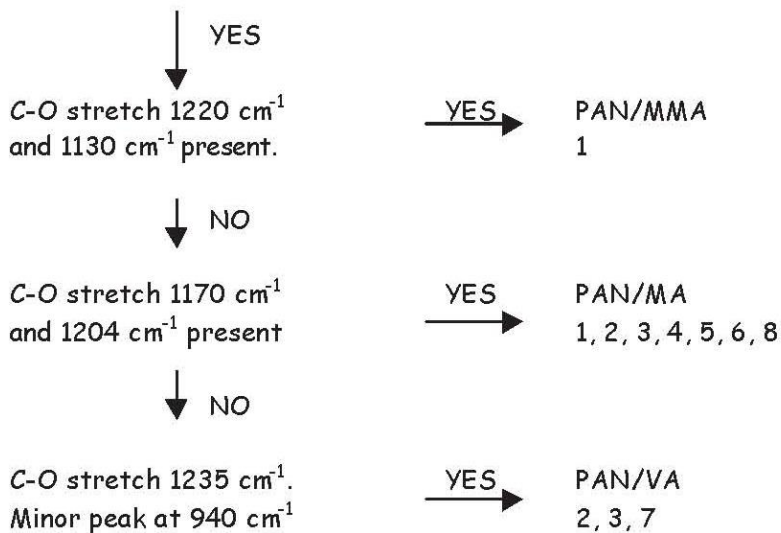 YES
C-O stretch 1220 cm⁻¹ YES PAN/MMA
and 1130 cm⁻¹ present. 1
NO
C-O stretch 1170 cm⁻¹ YES PAN/MA
and 1204 cm⁻¹ present 1, 2, 3, 4, 5, 6, 8
NO
C-O stretch 1235 cm⁻¹. YES PAN/VA
Minor peak at 940 cm⁻¹ 2, 3, 7